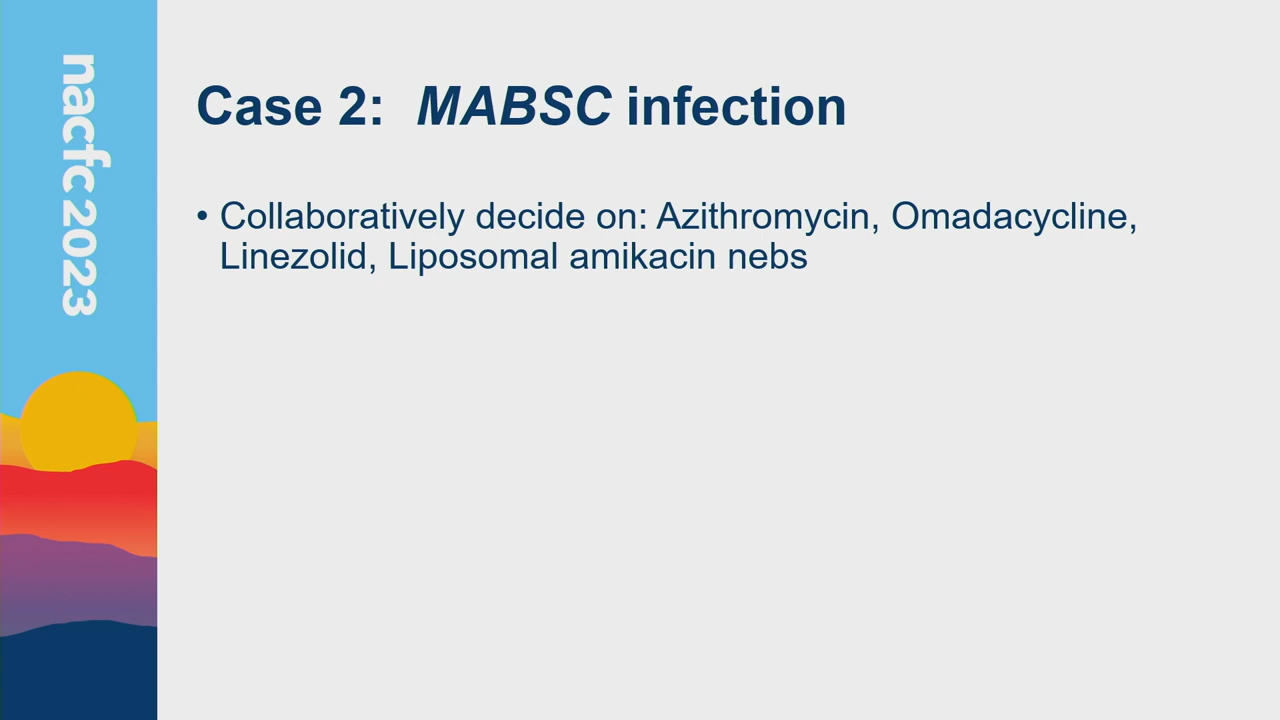 nacfc 2023
Case 2: MABSC infection
• Collaboratively decide on: Azithromycin, Omadacycline,
Linezolid, Liposomal amikacin nebs